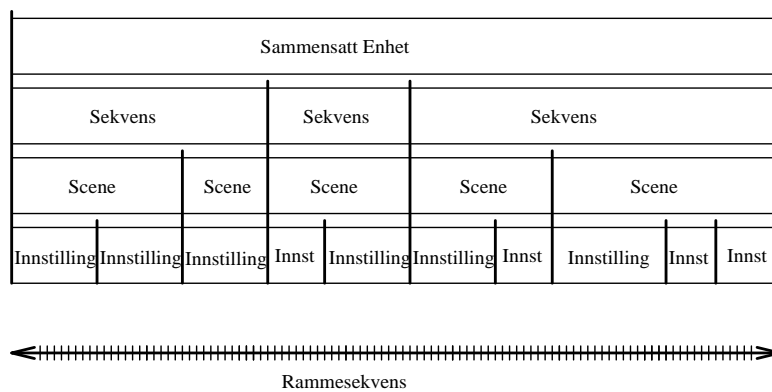 Sammensatt Enhet
Sekvens Sekvens Sekvens
Scene Scene Scene Scene Scene
Innstilling Innstilling Innstilling Innst Innstilling Innstilling Innst Innstilling Innst Innst
Rammesekvens